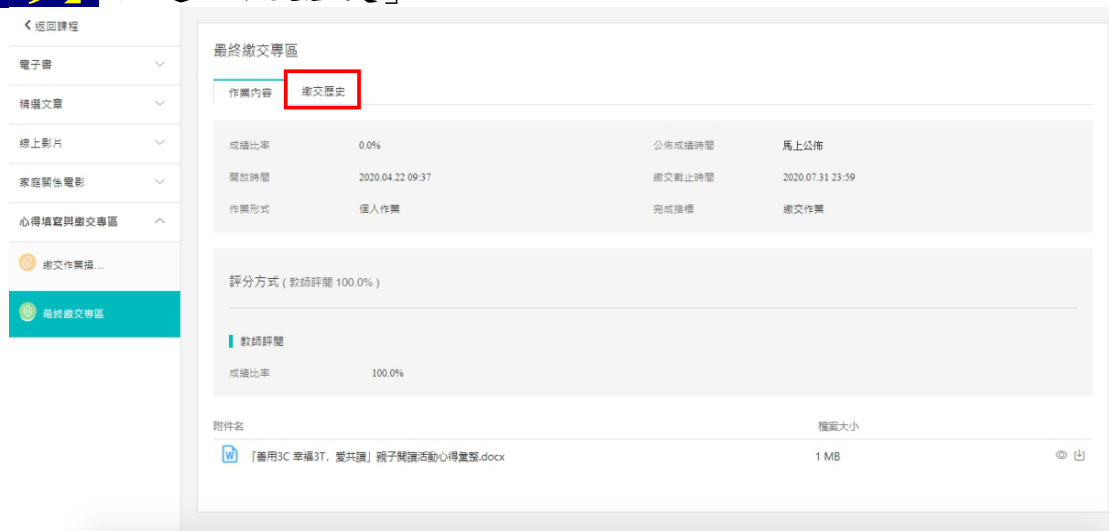 返回課程
電子書
精選文章
線上影片
家庭關係電影
心得填寫與繳交專區
繳交作業操...
最終繳交專區
最終繳交專區
作業內容 繳交歷史
成績比率 0.0% 公佈成績時間 馬上公佈
開放時間 2020.04.22 09:37 繳交截止時間 2020.07.31 23:59
作業形式 個人作業 完成指標 繳交作業
評分方式 ( 教師評閱 100.0% )
教師評閱
成績比率 100.0%
附件名 檔案大小
「善用3C 幸福3T，愛共讀」親子閱讀活動心得彙整.docx 1 MB